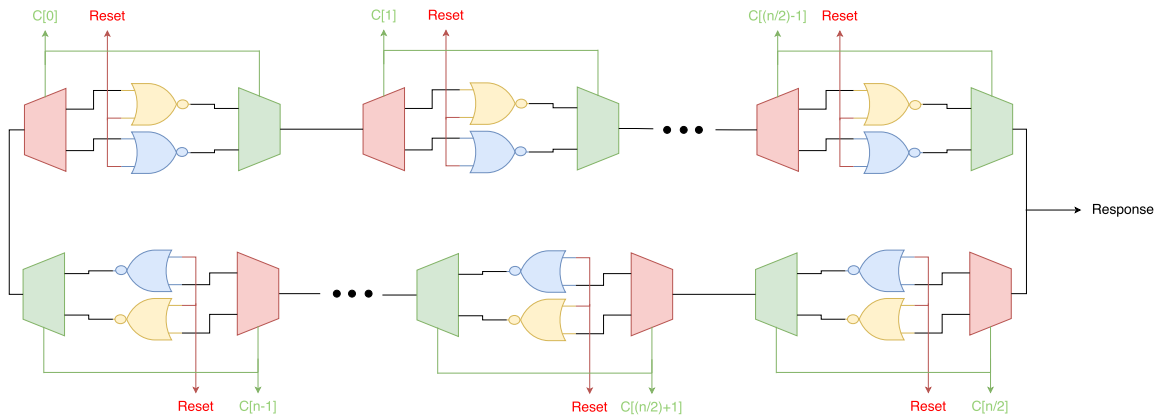 C[0]
Reset
C[1]
Reset
C[(n/2)-1]
Reset
Response
Reset
C[n-1]
Reset
C[(n/2)+1]
Reset
C[n/2]